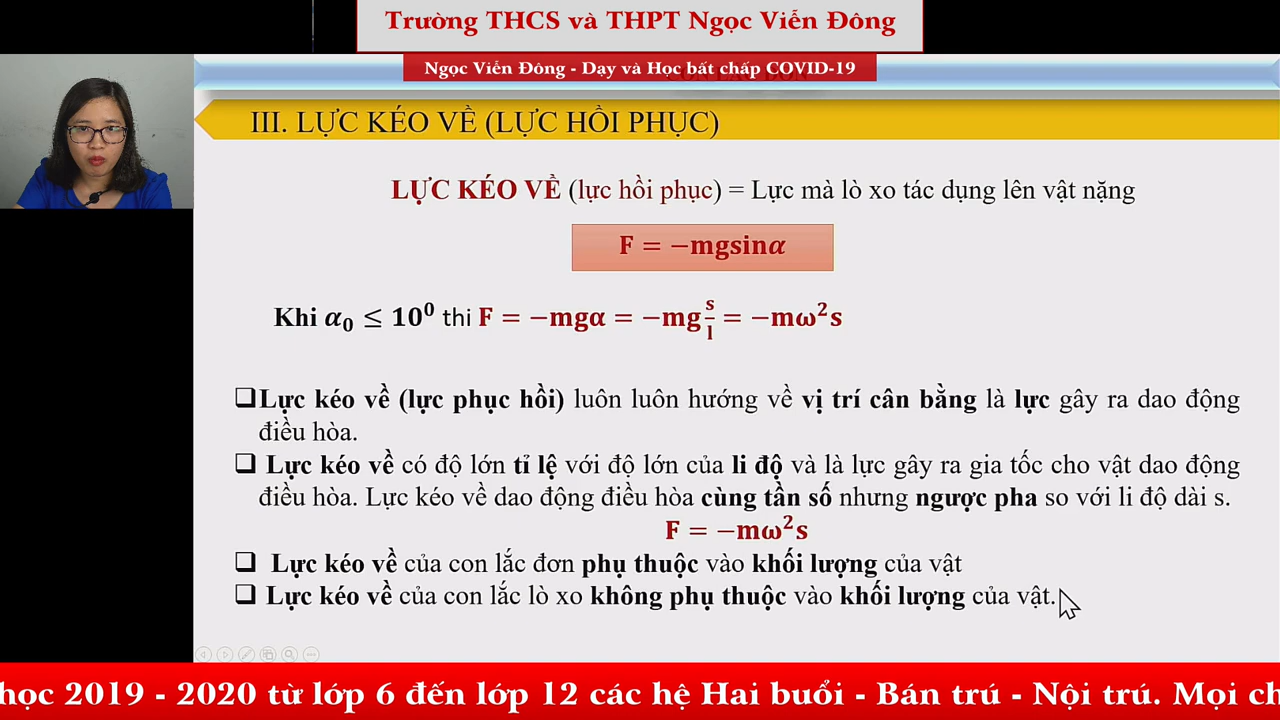 Trường THCS và THPT Ngọc Viễn Đông
Ngọc Viễn Đông - Dạy và Học bất chấp COVID-19
III. LỰC KÉO VỀ (LỰC HỒI PHỤC)
LỰC KÉO VỀ (lực hồi phục) = Lực mà lò xo tác dụng lên vật nặng
F = −mgsinα
Khi α₀ ≤ 10⁰ thì F = −mgα = −mg s/l = −mω²s
❑Lực kéo về (lực phục hồi) luôn luôn hướng về vị trí cân bằng là lực gây ra dao động
điều hòa.
❑ Lực kéo về có độ lớn tỉ lệ với độ lớn của li độ và là lực gây ra gia tốc cho vật dao động
điều hòa. Lực kéo về dao động điều hòa cùng tần số nhưng ngược pha so với li độ dài s.
F = −mω²s
❑ Lực kéo về của con lắc đơn phụ thuộc vào khối lượng của vật
❑ Lực kéo về của con lắc lò xo không phụ thuộc vào khối lượng của vật.
học 2019 - 2020 từ lớp 6 đến lớp 12 các hệ Hai buổi - Bán trú - Nội trú. Mọi